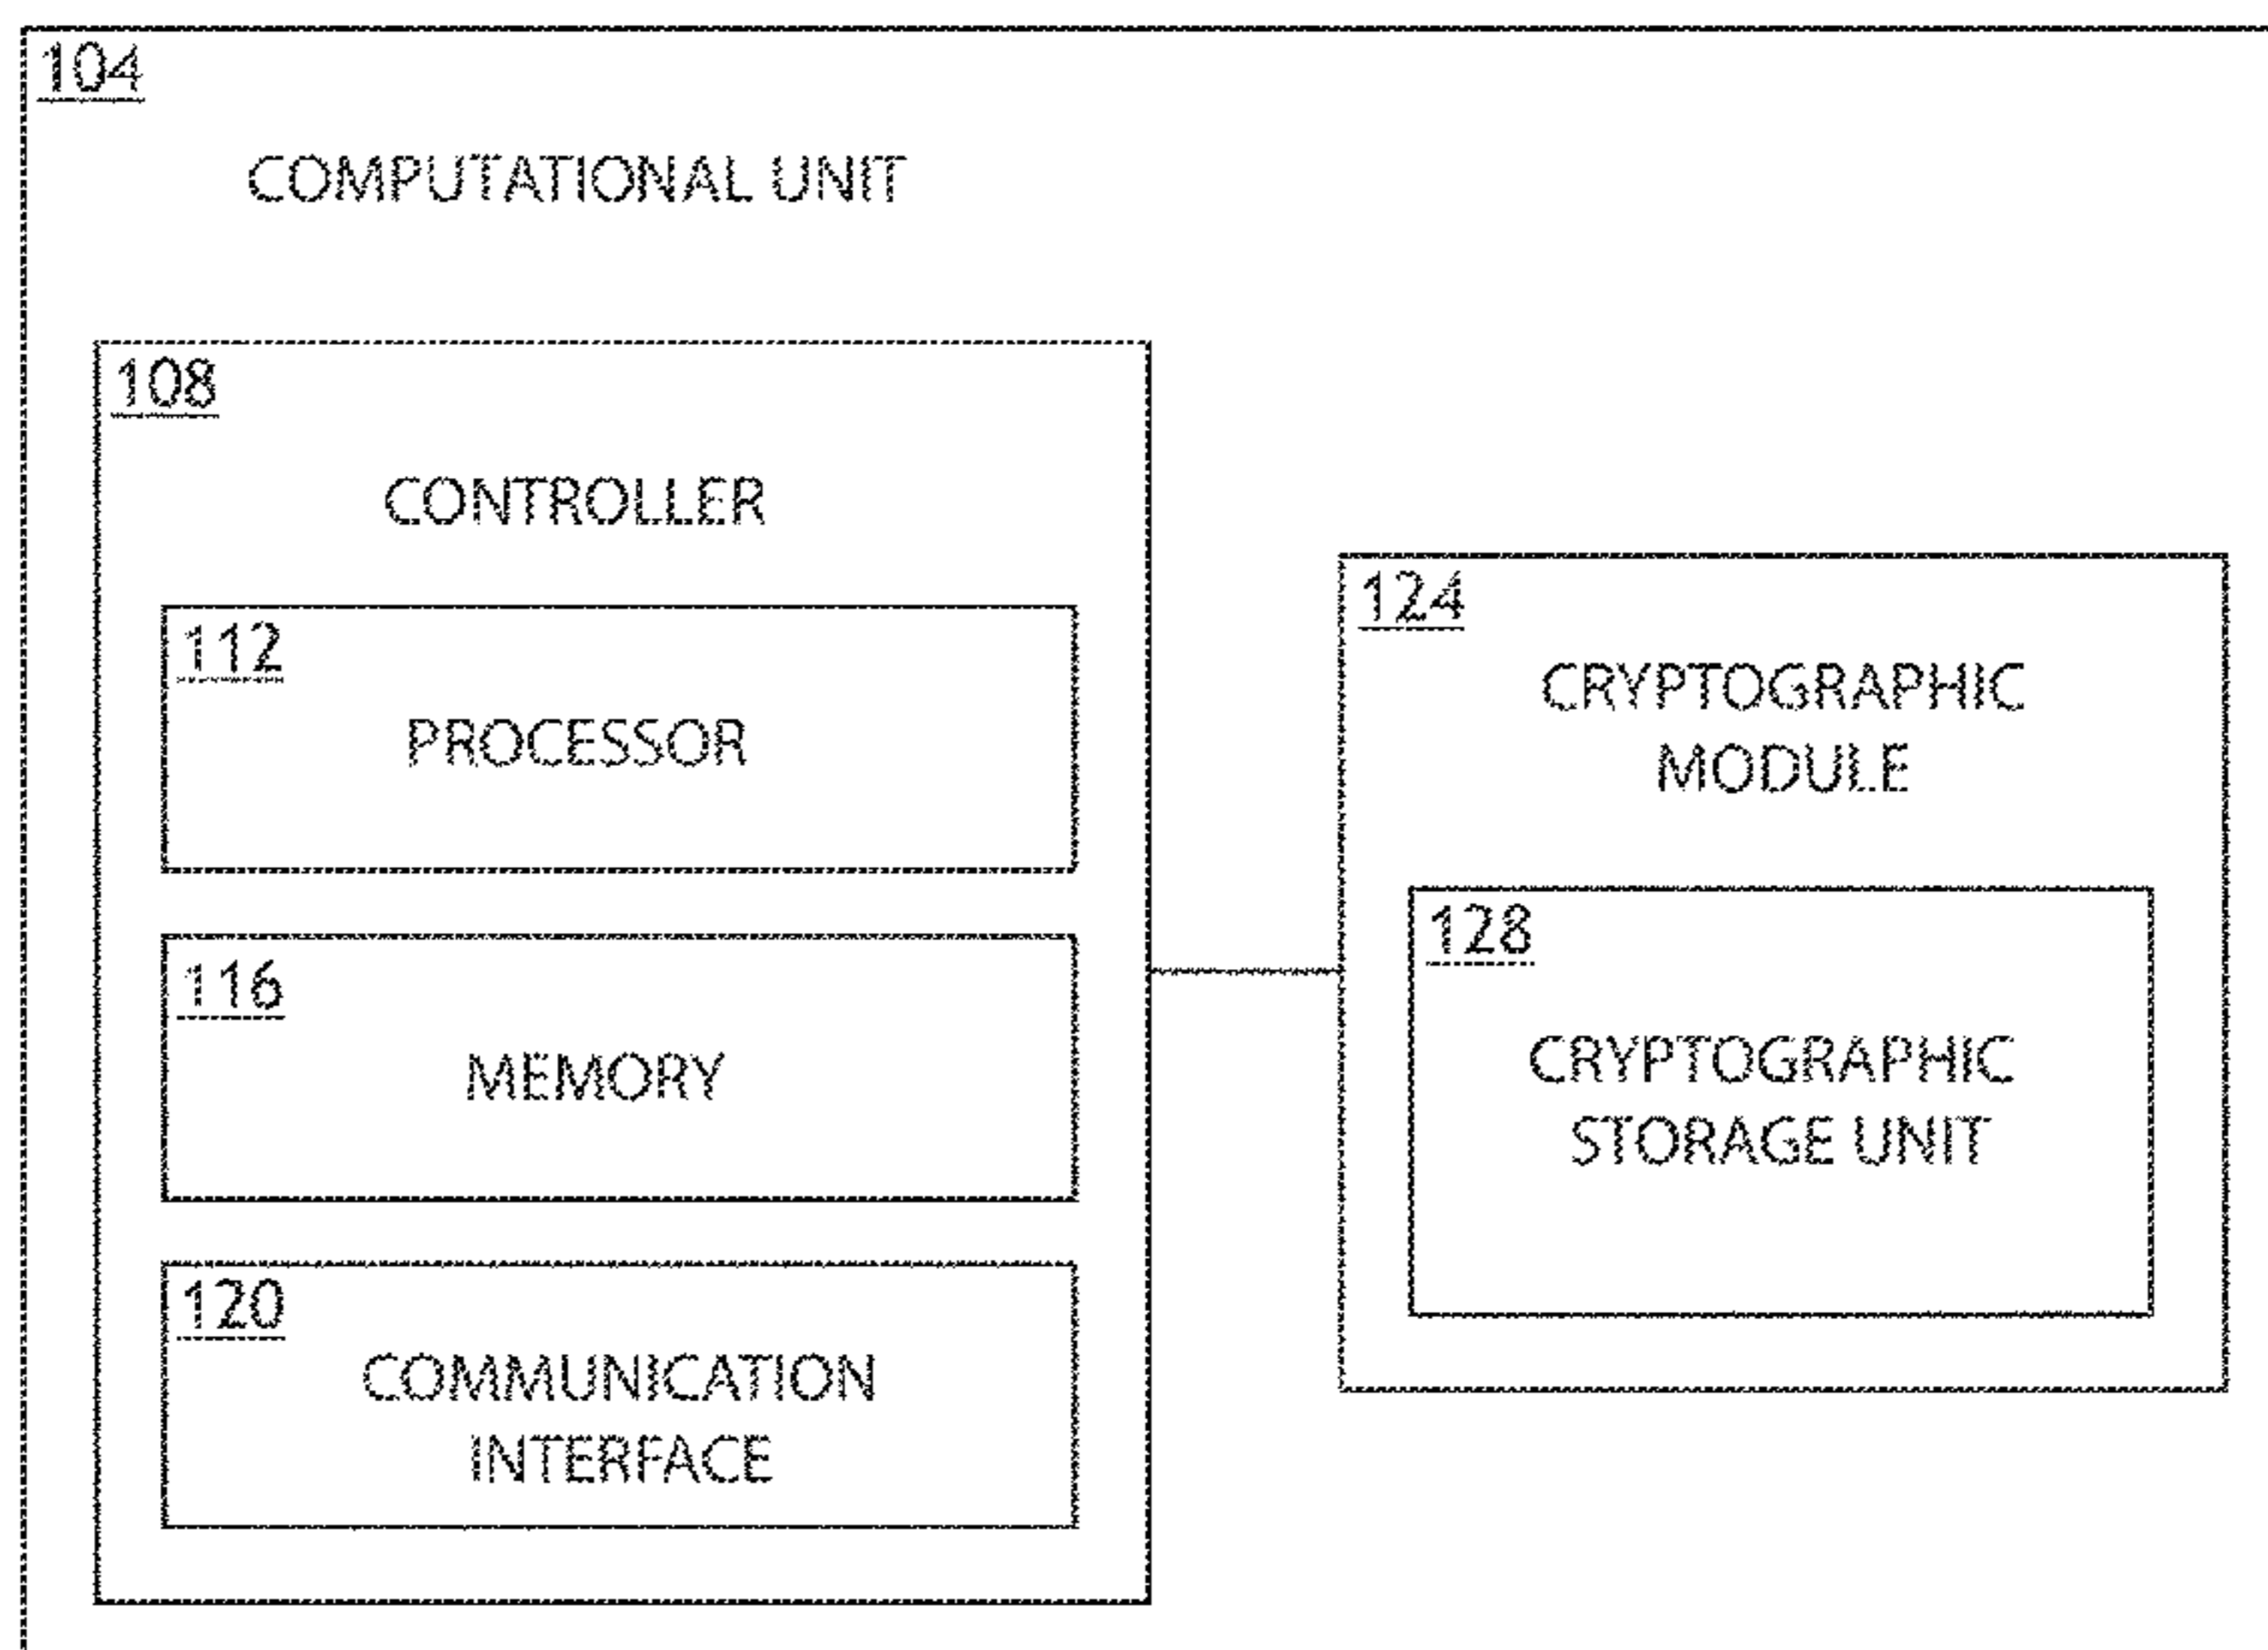 104
COMPUTATIONAL UNIT
108
CONTROLLER
112
PROCESSOR
116
MEMORY
120
COMMUNICATION
INTERFACE
124
CRYPTOGRAPHIC
MODULE
128
CRYPTOGRAPHIC
STORAGE UNIT